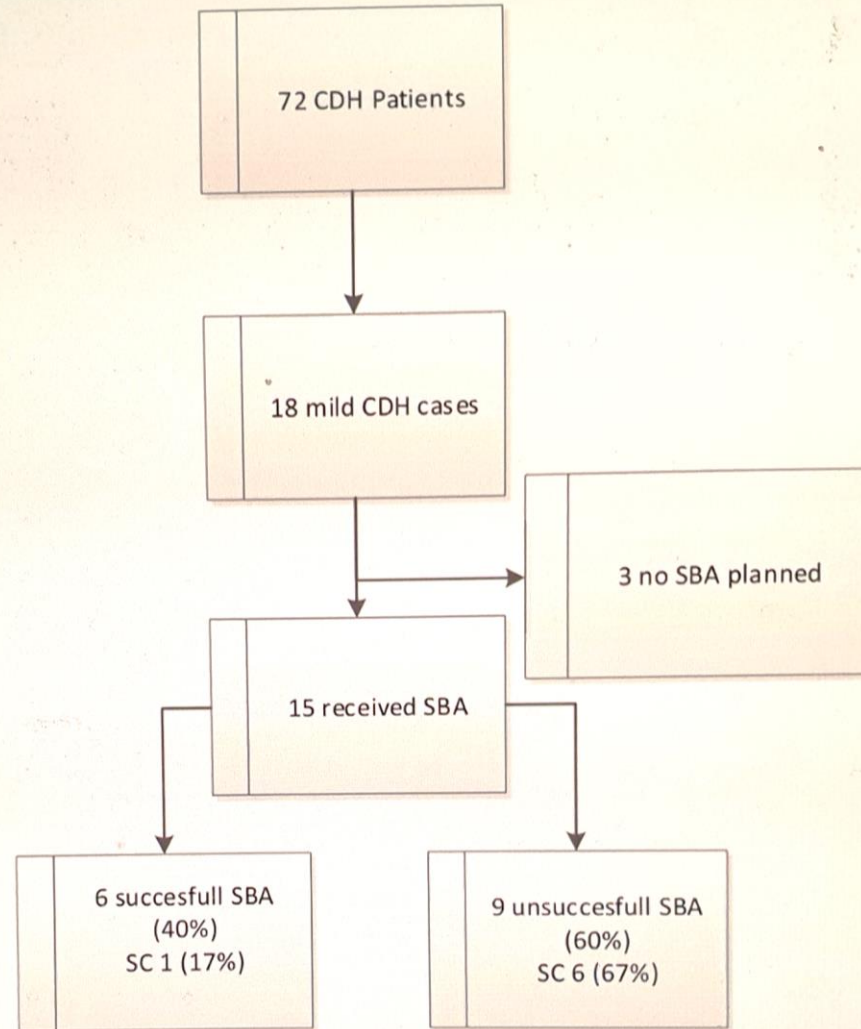 72 CDH Patients
18 mild CDH cases
3 no SBA planned
15 received SBA
6 succesfull SBA
(40%)
SC 1 (17%)
9 unsuccesfull SBA
(60%)
SC 6 (67%)